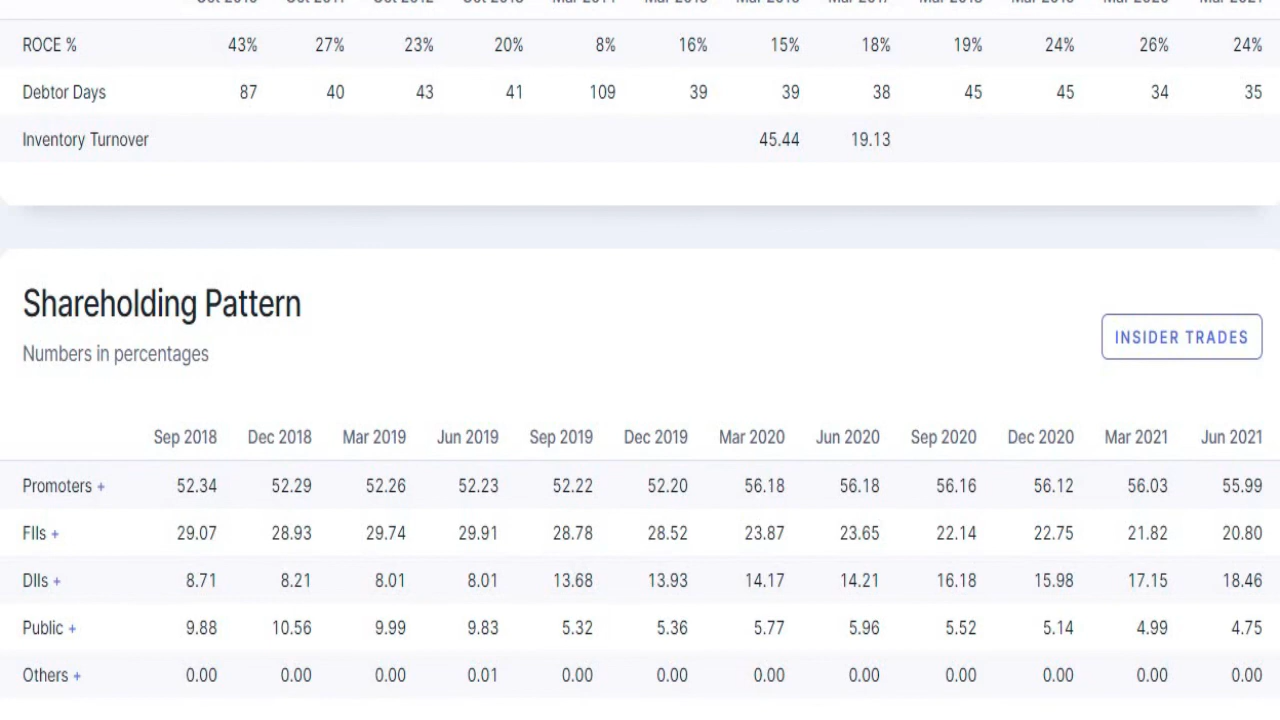 ROCE % 43% 27% 23% 20% 8% 16% 15% 18% 19% 24% 26% 24%
Debtor Days 87 40 43 41 109 39 39 38 45 45 34 35
Inventory Turnover 45.44 19.13
Shareholding Pattern
INSIDER TRADES
Numbers in percentages
Sep 2018 Dec 2018 Mar 2019 Jun 2019 Sep 2019 Dec 2019 Mar 2020 Jun 2020 Sep 2020 Dec 2020 Mar 2021 Jun 2021
Promoters + 52.34 52.29 52.26 52.23 52.22 52.20 56.18 56.18 56.16 56.12 56.03 55.99
FIIs + 29.07 28.93 29.74 29.91 28.78 28.52 23.87 23.65 22.14 22.75 21.82 20.80
DIIs + 8.71 8.21 8.01 8.01 13.68 13.93 14.17 14.21 16.18 15.98 17.15 18.46
Public + 9.88 10.56 9.99 9.83 5.32 5.36 5.77 5.96 5.52 5.14 4.99 4.75
Others + 0.00 0.00 0.00 0.01 0.00 0.00 0.00 0.00 0.00 0.00 0.00 0.00